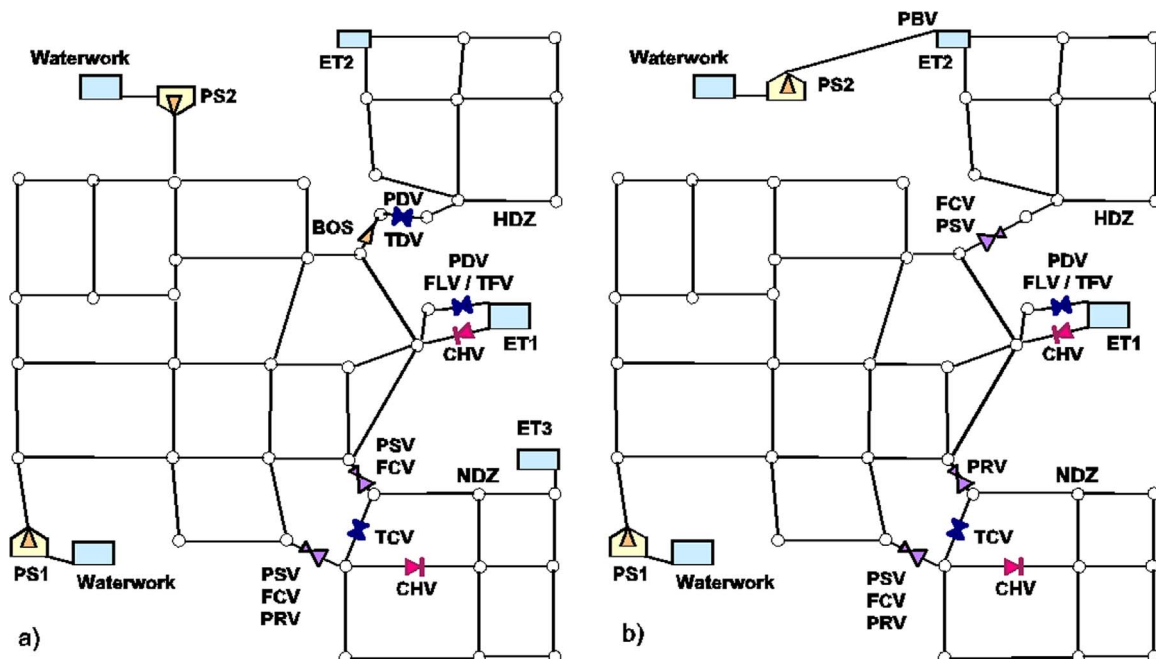 Waterwork
PS2
ET2
PDV
BOS
TDV
HDZ
PDV
FLV / TFV
CHV
ET1
ET3
PSV
FCV
NDZ
TCV
PS1
Waterwork
PSV
FCV
PRV
CHV
a)
PBV
Waterwork
PS2
ET2
FCV
PSV
HDZ
PDV
FLV / TFV
CHV
ET1
PRV
NDZ
TCV
PS1
Waterwork
PSV
FCV
PRV
CHV
b)